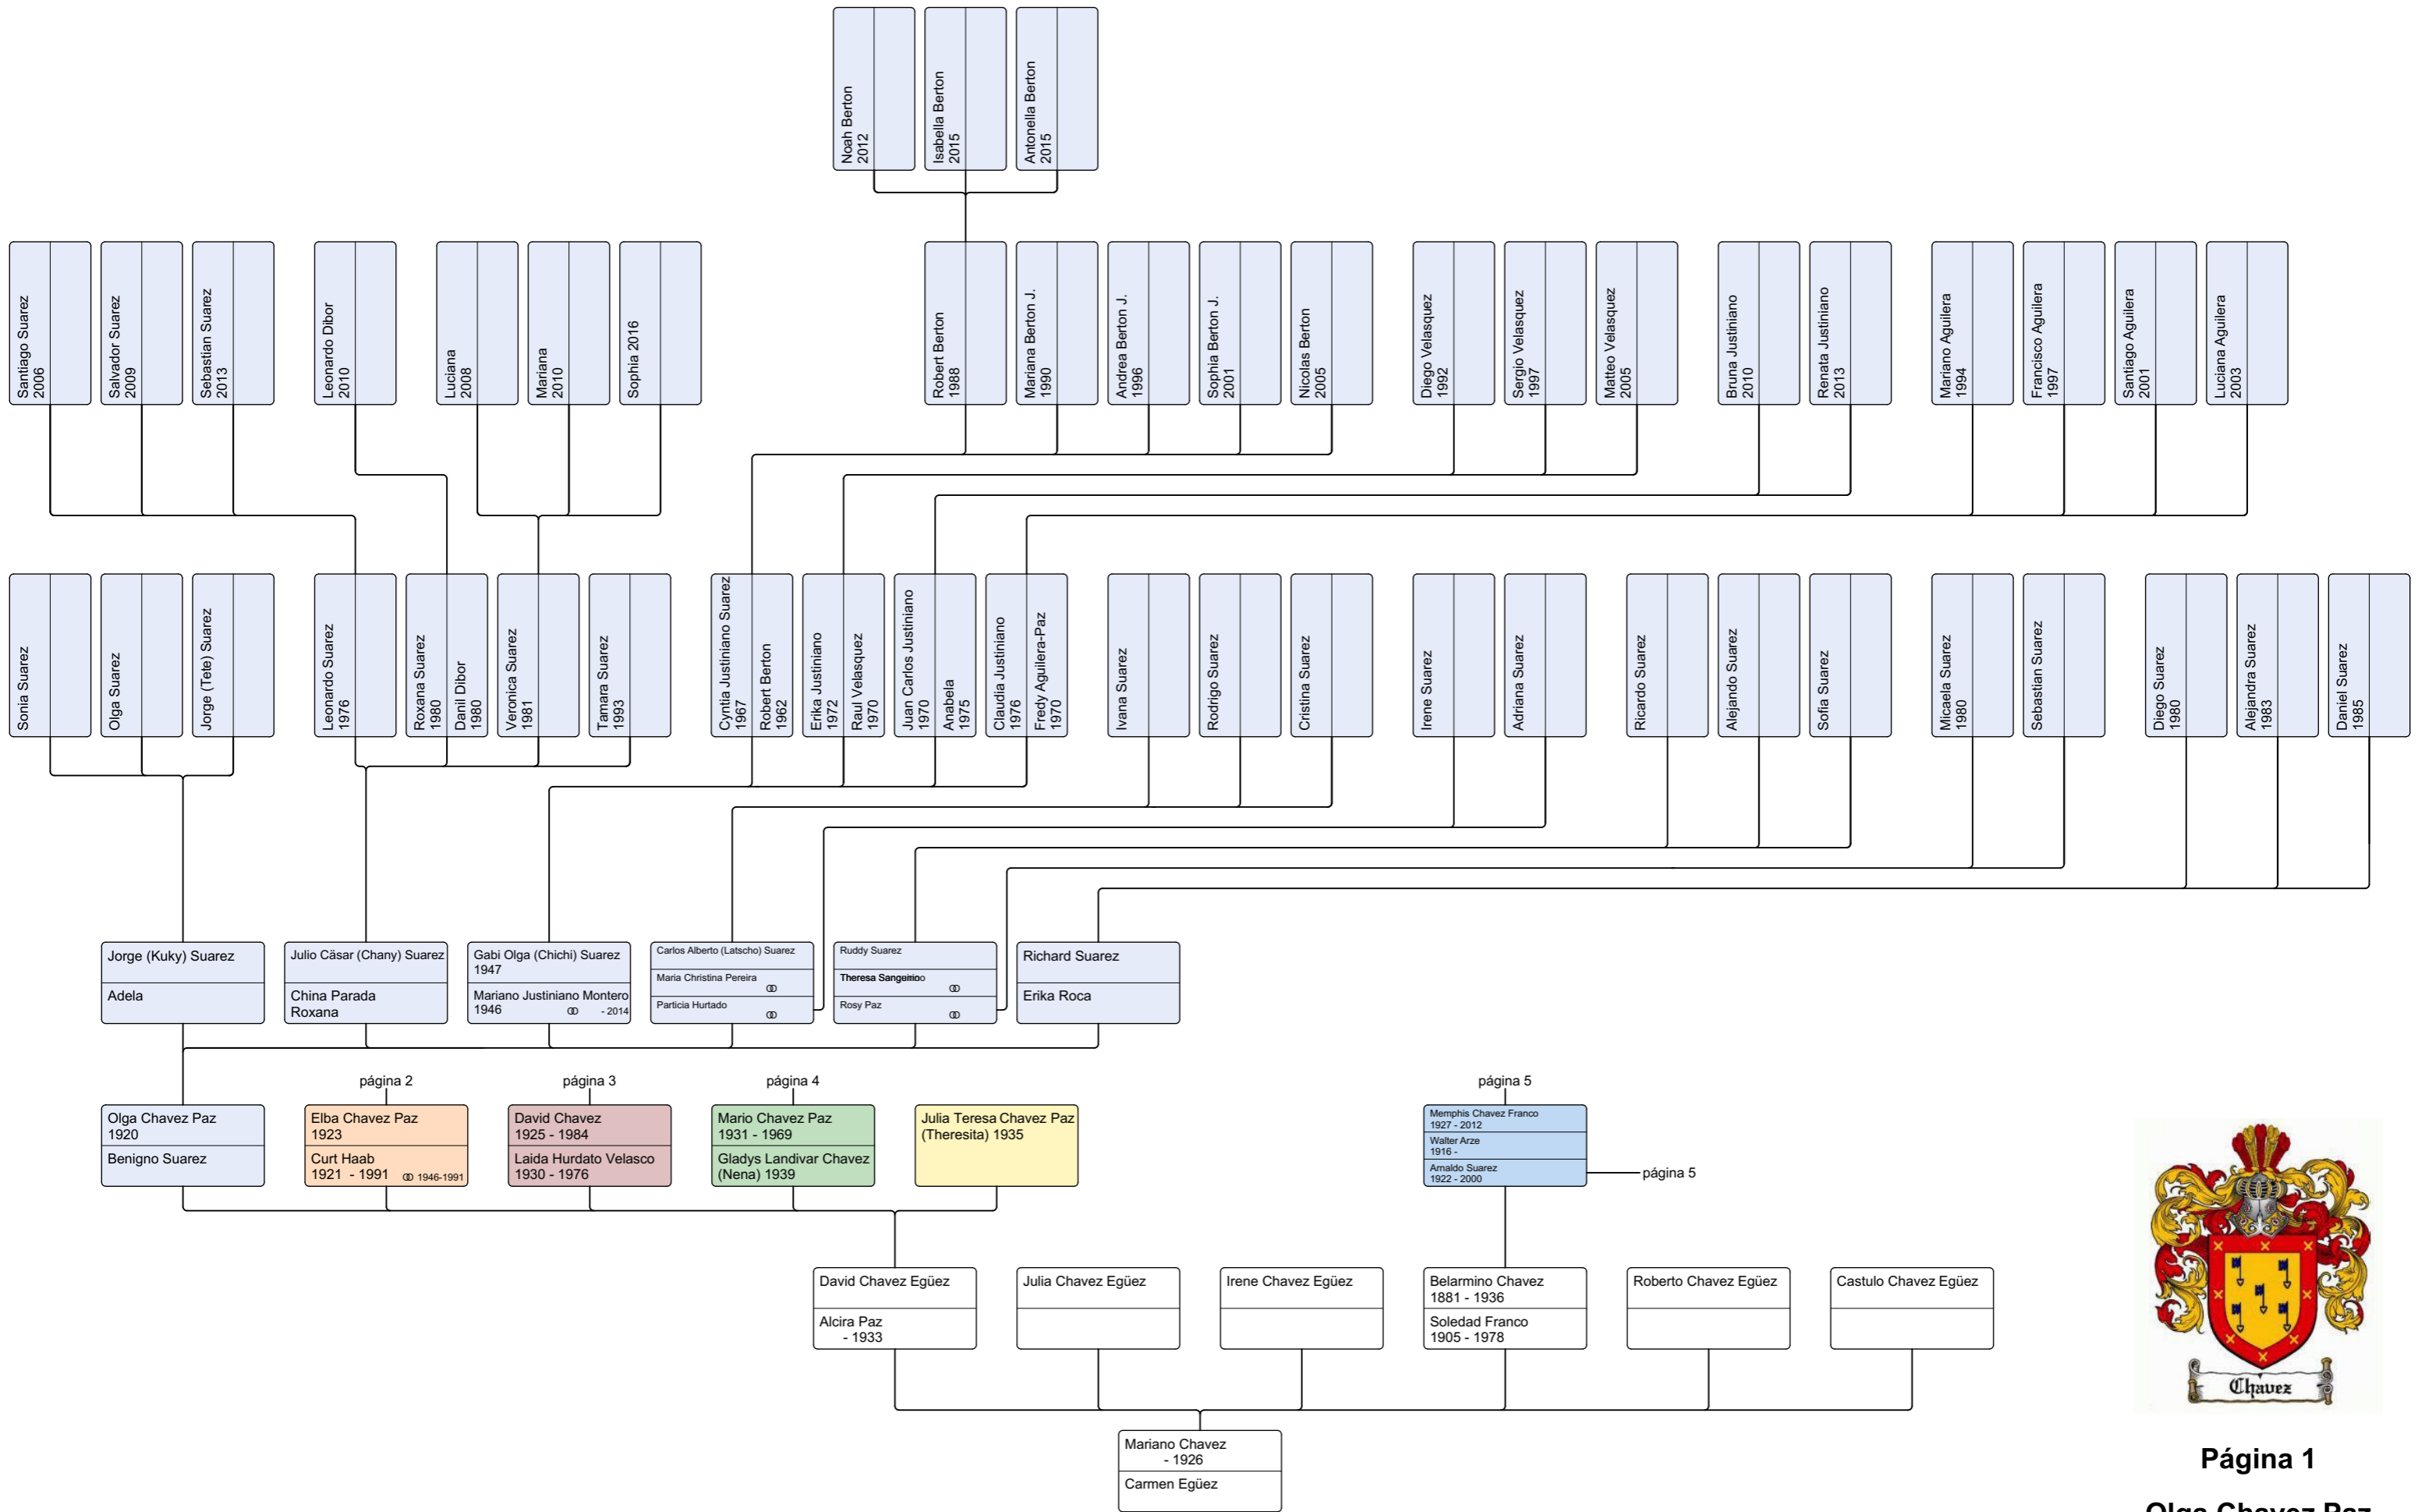 Noah Berton
2012
Isabella Berton
2015
Antonella Berton
2015
Santiago Suarez
2006
Salvador Suarez
2009
Sebastian Suarez
2013
Leonardo Dibor
2010
Luciana
2008
Mariana
2010
Sophia 2016
Robert Berton
1988
Mariana Berton J.
1990
Andrea Berton J.
1996
Sophia Berton J.
2001
Nicolas Berton
2005
Diego Velasquez
1992
Sergio Velasquez
1997
Matteo Velasquez
2005
Bruna Justiniano
2010
Renata Justiniano
2013
Mariano Aguilera
1994
Francisco Aguilera
1997
Santiago Aguilera
2001
Luciana Aguilera
2003
Sonia Suarez
Olga Suarez
Jorge (Tete) Suarez
Leonardo Suarez
1976
Roxana Suarez
1980
Danil Dibor
1980
Veronica Suarez
1981
Tamara Suarez
1993
Cyntia Justiniano Suarez
1967
Robert Berton
1962
Erika Justiniano
1972
Raul Velasquez
1970
Juan Carlos Justiniano
1970
Anabela
1975
Claudia Justiniano
1976
Fredy Aguilera-Paz
1970
Ivana Suarez
Rodrigo Suarez
Cristina Suarez
Irene Suarez
Adriana Suarez
Ricardo Suarez
Alejando Suarez
Sofia Suarez
Micaela Suarez
1980
Sebastian Suarez
Diego Suarez
1980
Alejandra Suarez
1983
Daniel Suarez
1985
Jorge (Kuky) Suarez
Adela
Julio Cäsar (Chany) Suarez
China Parada
Roxana
Gabi Olga (Chichi) Suarez
1947
Mariano Justiniano Montero
1946 ⚭ - 2014
Carlos Alberto (Latscho) Suarez
Maria Christina Pereira
⚭
Particia Hurtado
⚭
Ruddy Suarez
Theresa
⚭
Rosy Paz
⚭
Richard Suarez
Erika Roca
página 2
página 3
página 4
página 5
Olga Chavez Paz
1920
Benigno Suarez
Elba Chavez Paz
1923
Curt Haab
1921 - 1991 ⚭ 1946-1991
David Chavez
1925 - 1984
Laida Hurdato Velasco
1930 - 1976
Mario Chavez Paz
1931 - 1969
Gladys Landivar Chavez
(Nena) 1939
Julia Teresa Chavez Paz
(Theresita) 1935
Memphis Chavez Franco
1927 - 2012
Walter Arze
1916 -
Arnaldo Suarez
1922 - 2000
página 5
David Chavez Egüez
Alcira Paz
- 1933
Julia Chavez Egüez
Irene Chavez Egüez
Belarmino Chavez
1881 - 1936
Soledad Franco
1905 - 1978
Roberto Chavez Egüez
Castulo Chavez Egüez
Mariano Chavez
- 1926
Carmen Egüez
Chavez
Página 1
Olga Chavez Paz